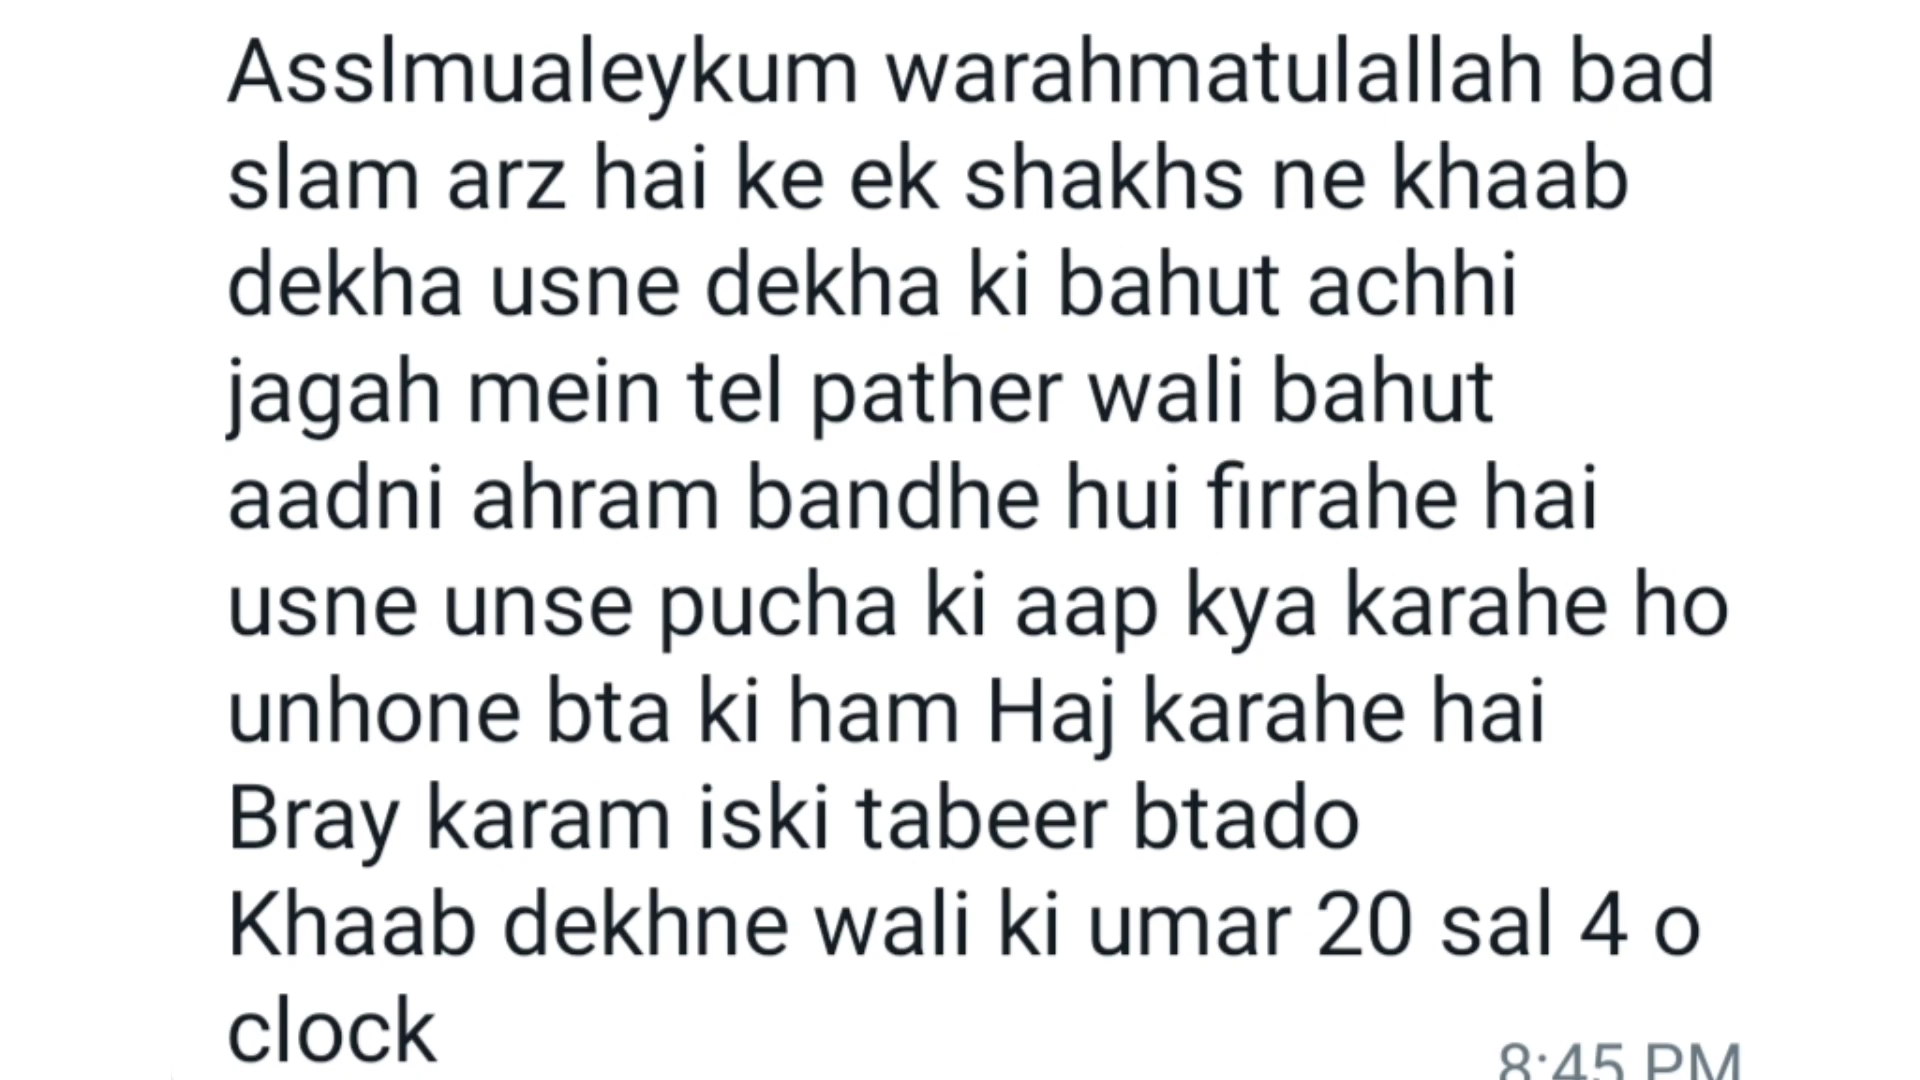 Asslmualeykum warahmatulallah bad
slam arz hai ke ek shakhs ne khaab
dekha usne dekha ki bahut achhi
jagah mein tel pather wali bahut
aadni ahram bandhe hui firrahe hai
usne unse pucha ki aap kya karahe ho
unhone bta ki ham Haj karahe hai
Bray karam iski tabeer btado
Khaab dekhne wali ki umar 20 sal 4 o
clock
8:45 PM